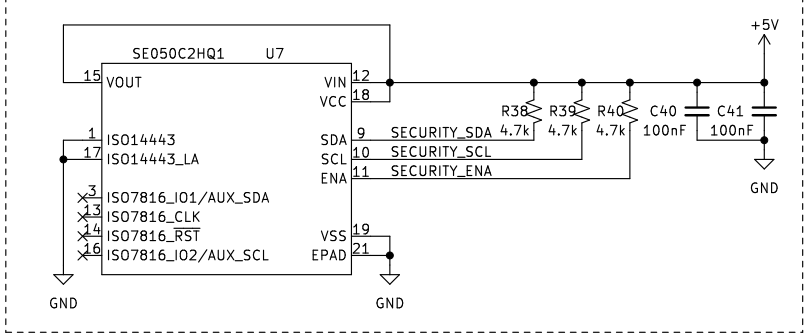 +5V
SE050C2HQ1 U7
15 VOUT VIN 12
VCC 18
R38 R39 R40 C40 C41
4.7k 4.7k 4.7k 100nF 100nF
1 ISO14443 SDA 9 SECURITY_SDA
17 ISO14443_LA SCL 10 SECURITY_SCL
ENA 11 SECURITY_ENA
GND
3 ISO7816_IO1/AUX_SDA
13 ISO7816_CLK
14 ISO7816_RST VSS 19
16 ISO7816_IO2/AUX_SCL EPAD 21
GND GND